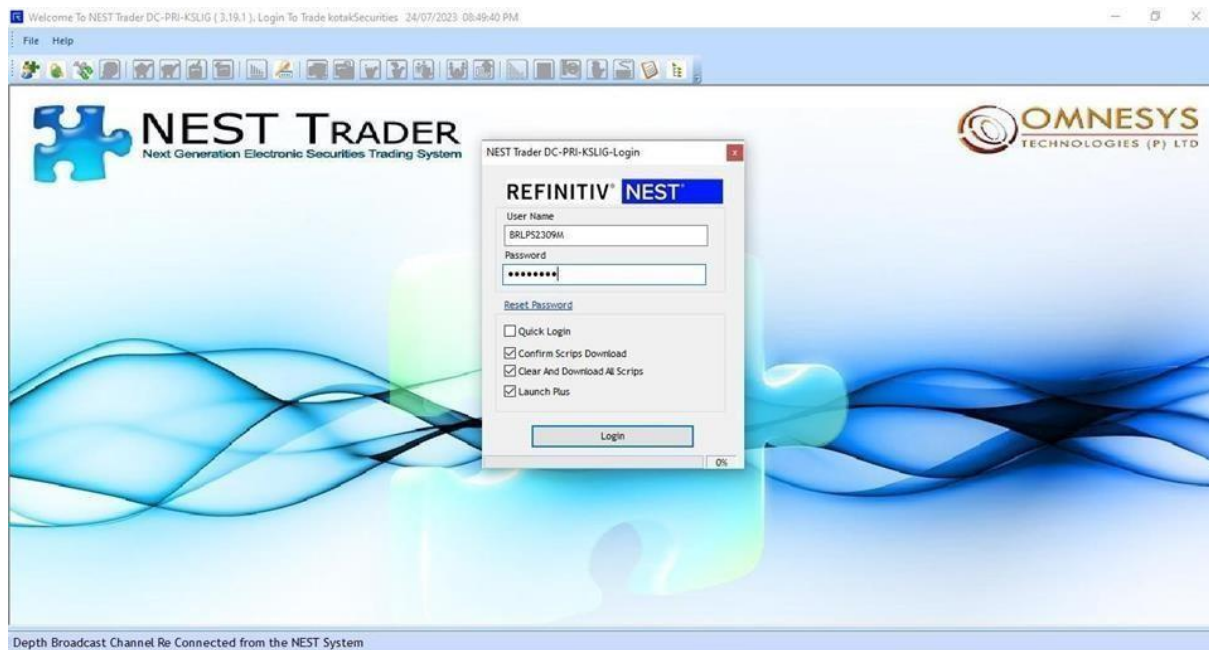 Welcome To NEST Trader DC-PRI-KSLIG ( 3.19.1 ). Login To Trade kotakSecurities 24/07/2023 08:49:40 PM
File Help
NEST TRADER
Next Generation Electronic Securities Trading System
OMNESYS
TECHNOLOGIES (P) LTD
NEST Trader DC-PRI-KSLIG-Login
x
REFINITIV® NEST®
User Name
BRLPS2309M
Password
••••••••
Reset Password
Quick Login
Confirm Scrips Download
Clear And Download All Scrips
Launch Plus
Login
0%
Depth Broadcast Channel Re Connected from the NEST System